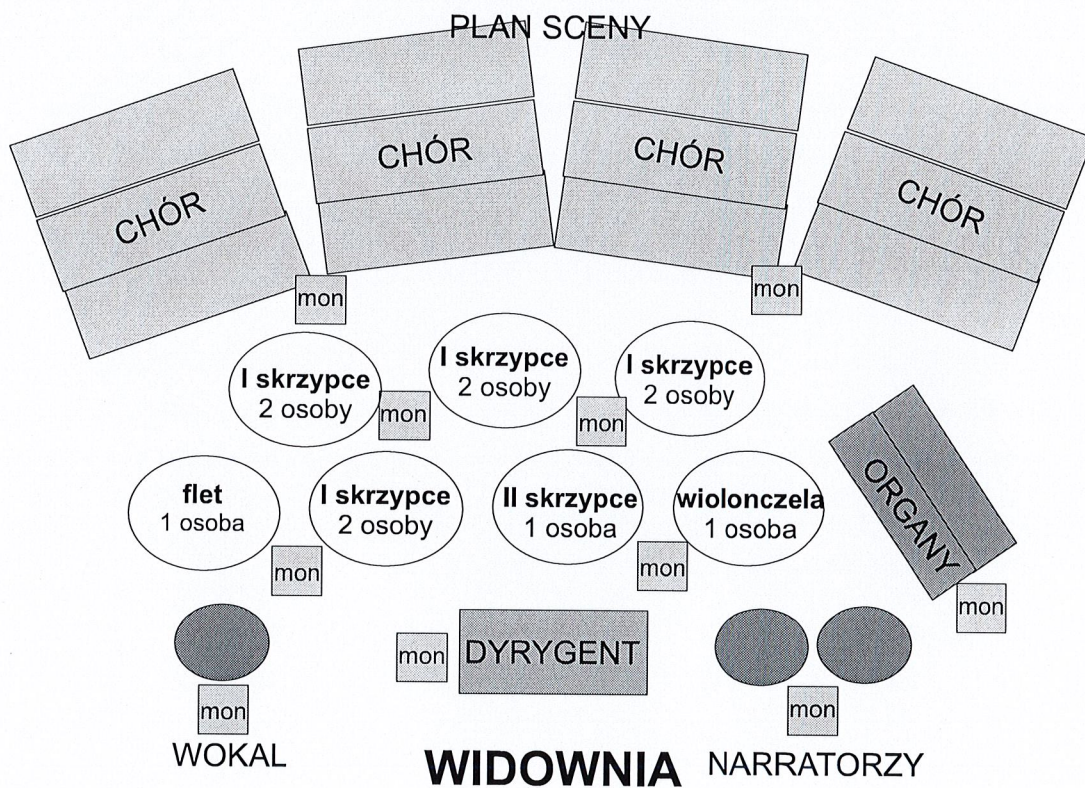 PLAN SCENY
CHÓR
CHÓR
CHÓR
CHÓR
mon
mon
I skrzypce
2 osoby
I skrzypce
2 osoby
I skrzypce
2 osoby
mon
mon
flet
1 osoba
I skrzypce
2 osoby
II skrzypce
1 osoba
wiolonczela
1 osoba
ORGANY
mon
mon
mon
mon
DYRYGENT
mon
mon
WOKAL
WIDOWNIA
NARRATORZY